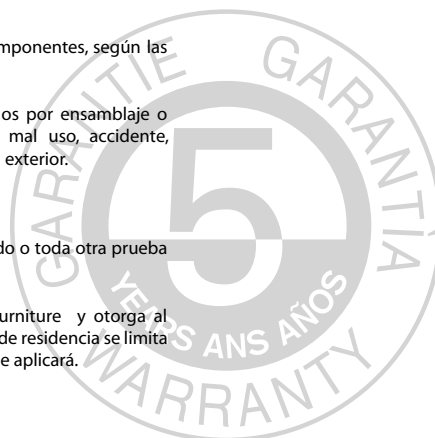 mponentes, según las
os por ensamblaje o
mal uso, accidente,
exterior.
do o toda otra prueba
urniture y otorga al
de residencia se limita
e aplicará.
GARANTIE GARANTÌA
5
YEARS ANS AÑOS
WARRANTY